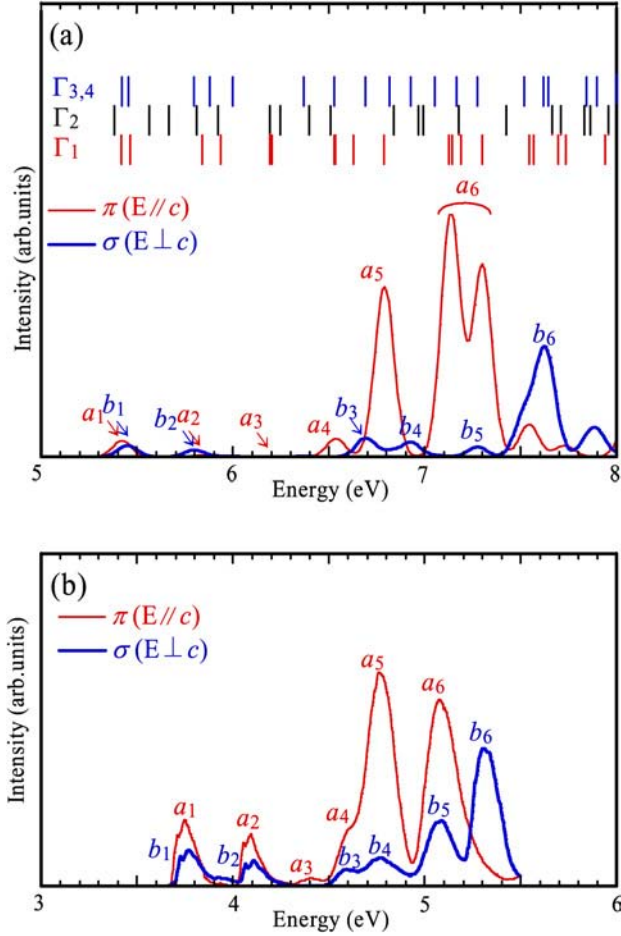 (a)
Γ3,4
Γ2
Γ1
π (E // c)
σ (E ⊥ c)
a6
a5
b6
a1
b1
b2
a2
a3
a4
b3
b4
b5
Intensity (arb.units)
5 6 7 8
Energy (eV)
(b)
π (E // c)
σ (E ⊥ c)
a5
a6
b6
a1
a2
a4
b5
b1
b2
a3
b3
b4
Intensity (arb.units)
3 4 5 6
Energy (eV)